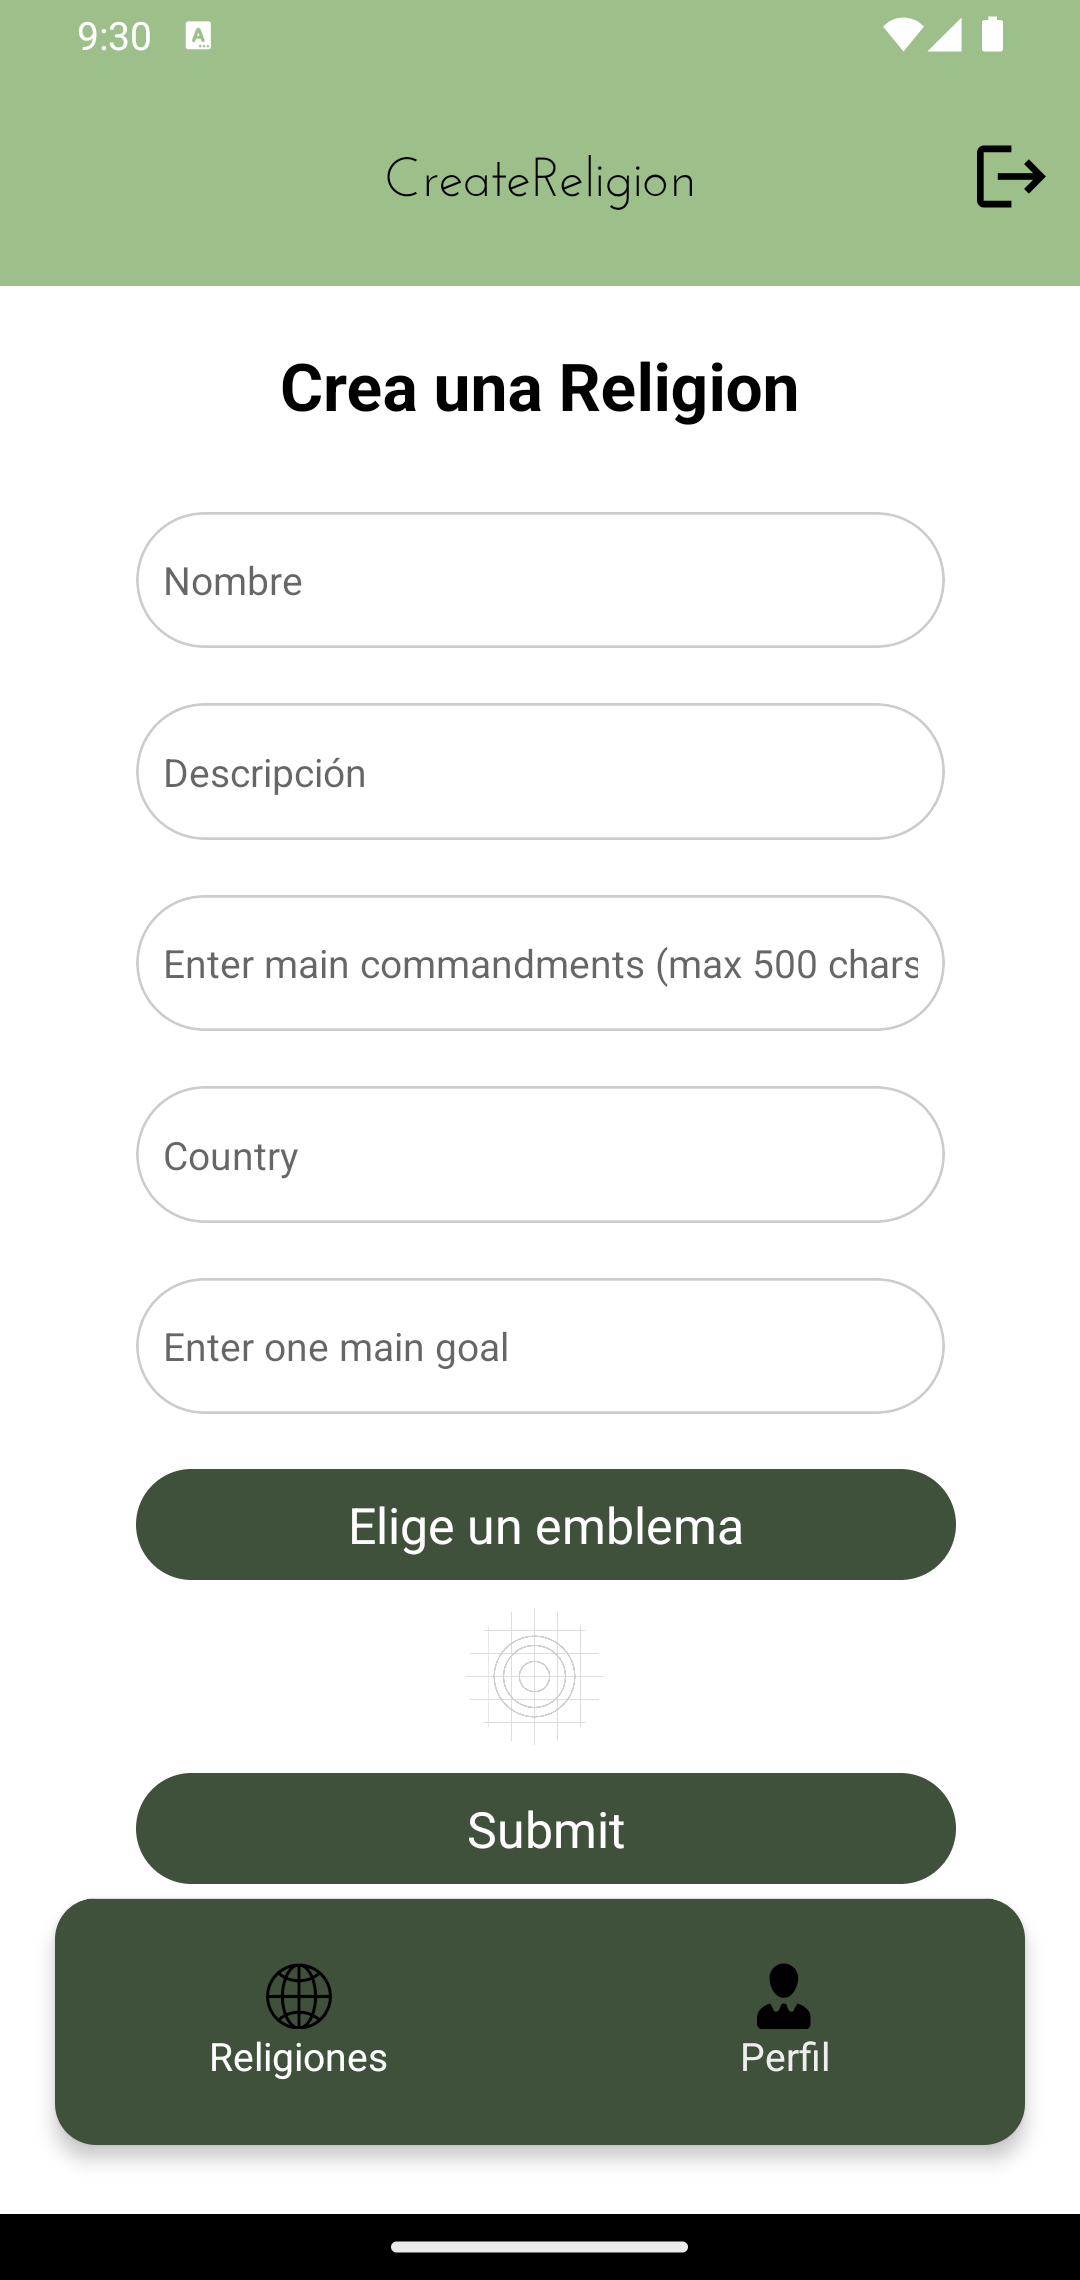 9:30
CreateReligion
Crea una Religion
Nombre
Descripción
Enter main commandments (max 500 chars
Country
Enter one main goal
Elige un emblema
Submit
Religiones
Perfil